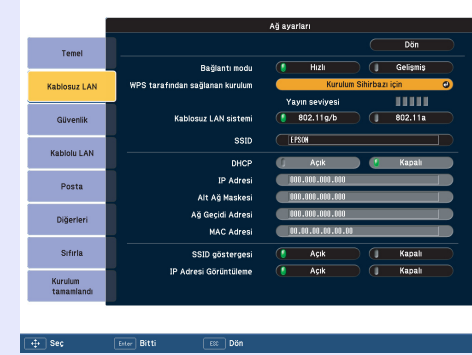 Ağ ayarları
Dön
Temel
Kablosuz LAN
Güvenlik
Kablolu LAN
Posta
Diğerleri
Sıfırla
Kurulum
tamamlandı
Bağlantı modu Hızlı Gelişmiş
WPS tarafından sağlanan kurulum Kurulum Sihirbazı için
Yayın seviyesi
Kablosuz LAN sistemi 802.11g/b 802.11a
SSID EPSON
DHCP Açık Kapalı
IP Adresi 000.000.000.000
Alt Ağ Maskesi 000.000.000.000
Ağ Geçidi Adresi 000.000.000.000
MAC Adresi 00.00.00.00.00.00
SSID göstergesi Açık Kapalı
IP Adresi Görüntüleme Açık Kapalı
Seç Enter Bitti ESC Dön